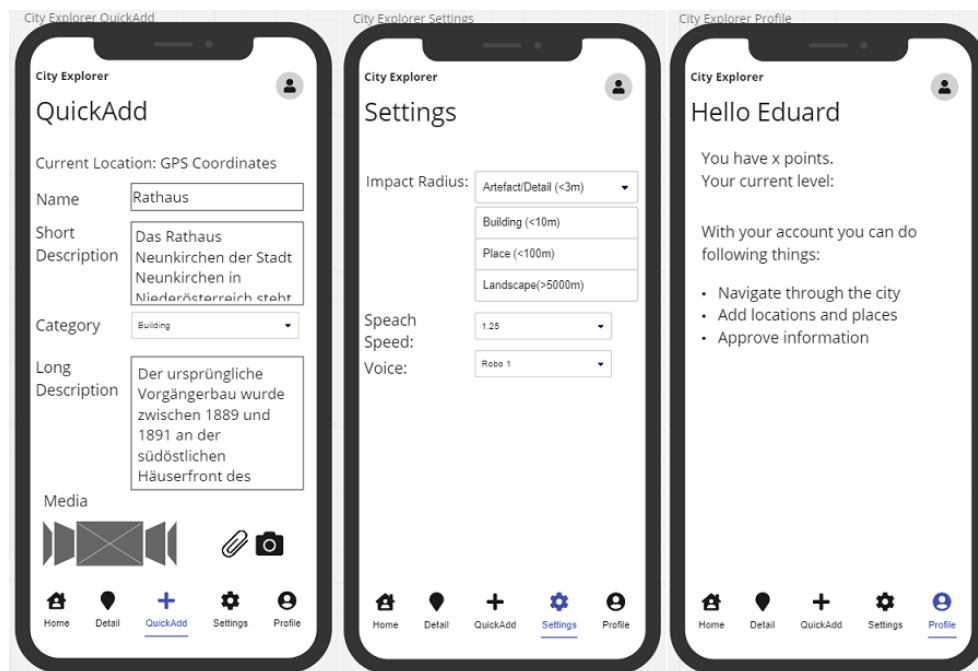 City Explorer QuickAdd
City Explorer
QuickAdd
Current Location: GPS Coordinates
Name
Rathaus
Short
Description
Das Rathaus
Neunkirchen der Stadt
Neunkirchen in
Niederösterreich steht
Category
Building
Long
Description
Der ursprüngliche
Vorgängerbau wurde
zwischen 1889 und
1891 an der
südöstlichen
Häuserfront des
Media
Home
Detail
QuickAdd
Settings
Profile
City Explorer Settings
City Explorer
Settings
Impact Radius:
Artefact/Detail (<3m)
Building (<10m)
Place (<100m)
Landscape(>5000m)
Speach
Speed:
1.25
Voice:
Robo 1
Home
Detail
QuickAdd
Settings
Profile
City Explorer Profile
City Explorer
Hello Eduard
You have x points.
Your current level:
With your account you can do
following things:
• Navigate through the city
• Add locations and places
• Approve information
Home
Detail
QuickAdd
Settings
Profile